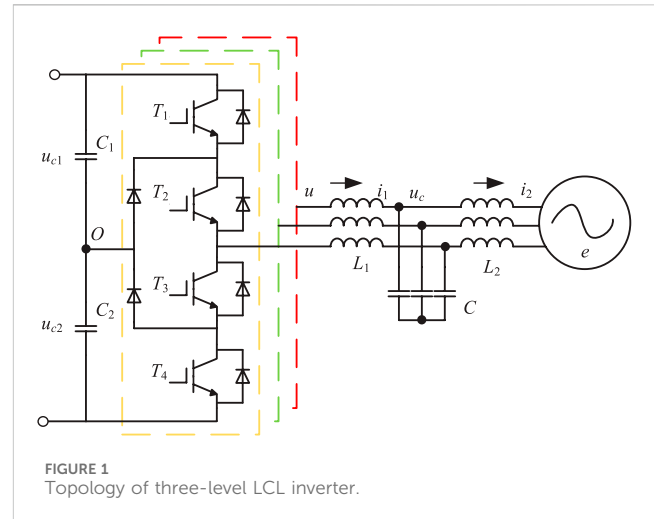 T1
C1
uc1
T2
u
i1
uc
i2
O
e
L1
L2
T3
C2
uc2
C
T4
FIGURE 1
Topology of three-level LCL inverter.